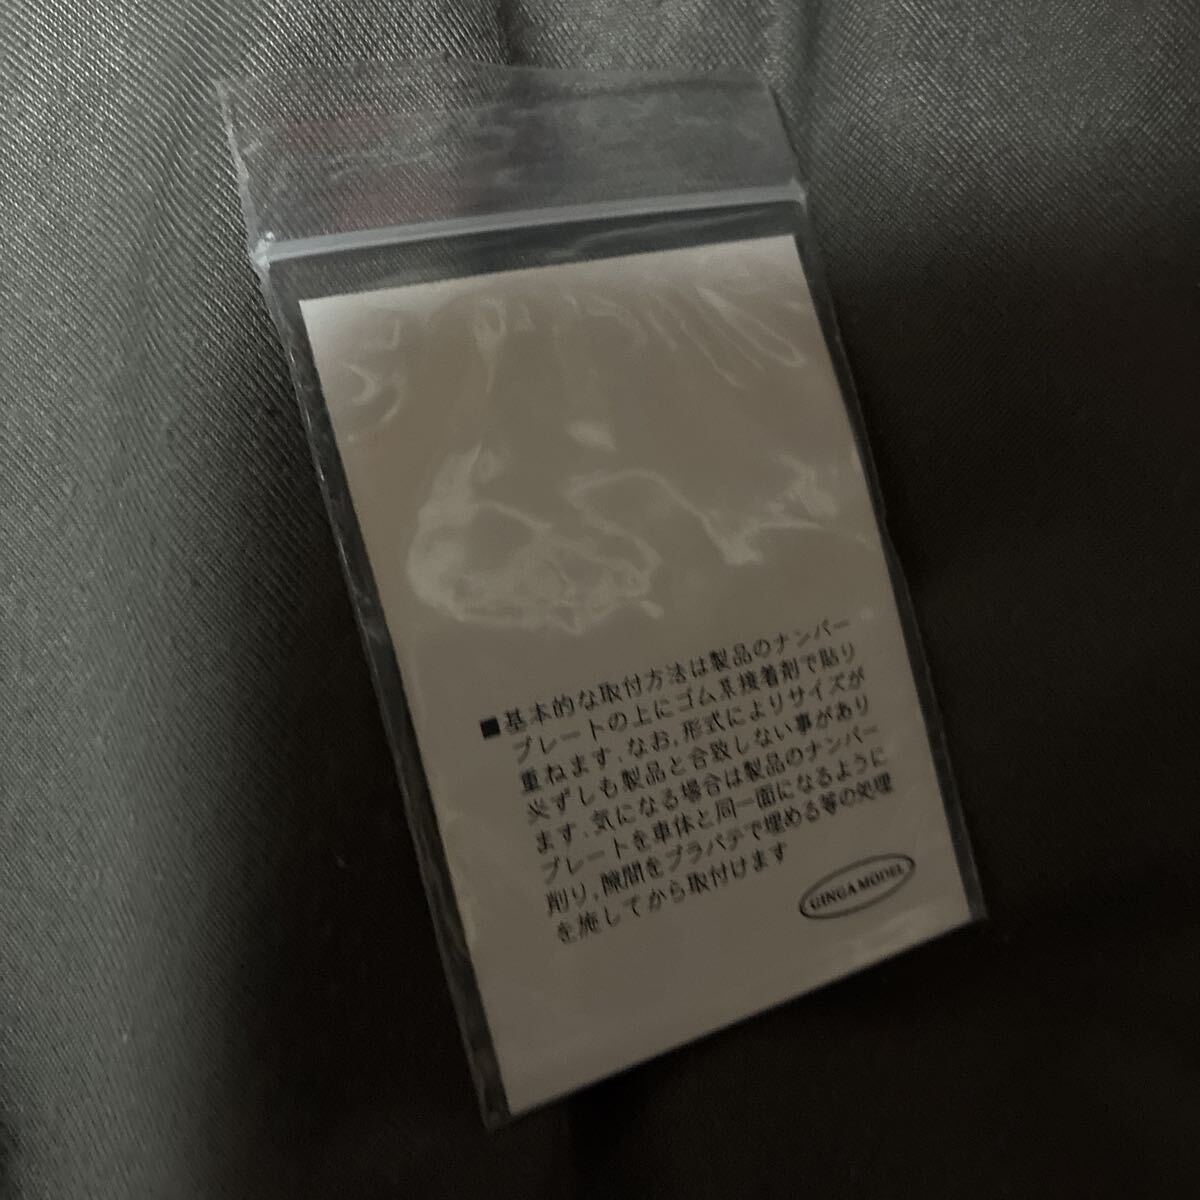 ■基本的な取付方法は製品のナンバー
プレートの上にゴム系接着剤で貼り
重ねます.なお,形式によりサイズが
必ずしも製品と合致しない事があり
ます.気になる場合は製品のナンバー
プレートを車体と同一面になるように
削り,隙間をプラパテで埋める等の処理
を施してから取付けます
GINGA MODEL